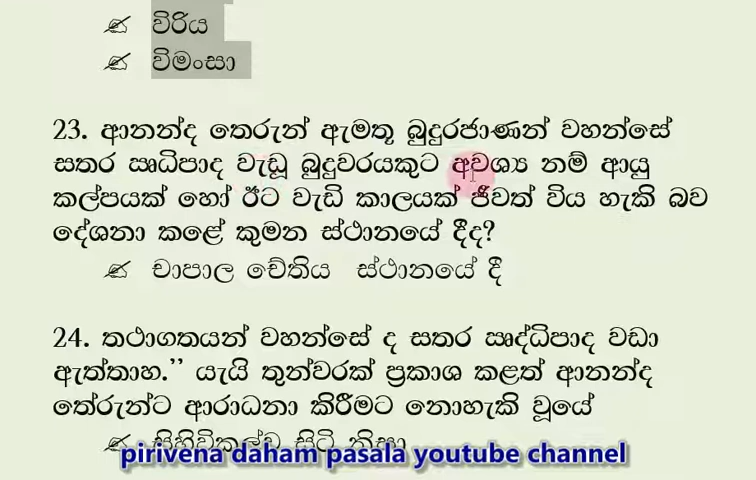 විරිය
විමංසා
23. ආනන්ද තෙරුන් ඇමතූ බුදුරජාණන් වහන්සේ
සතර ඍධිපාද වැඩූ බුදුවරයකුට අවශ්‍ය නම් ආයු
කල්පයක් හෝ ඊට වැඩි කාලයක් ජීවත් විය හැකි බව
දේශනා කළේ කුමන ස්ථානයේ දීද?
චාපාල චේතිය ස්ථානයේ දී
24. තථාගතයන් වහන්සේ ද සතර ඍද්ධිපාද වඩා
ඇත්තාහ.’’ යැයි තුන්වරක් ප්‍රකාශ කළත් ආනන්ද
තේරුන්ට ආරාධනා කිරීමට නොහැකි වූයේ
සිහිවිකල්ව සිටි නිසා
pirivena daham pasala youtube channel